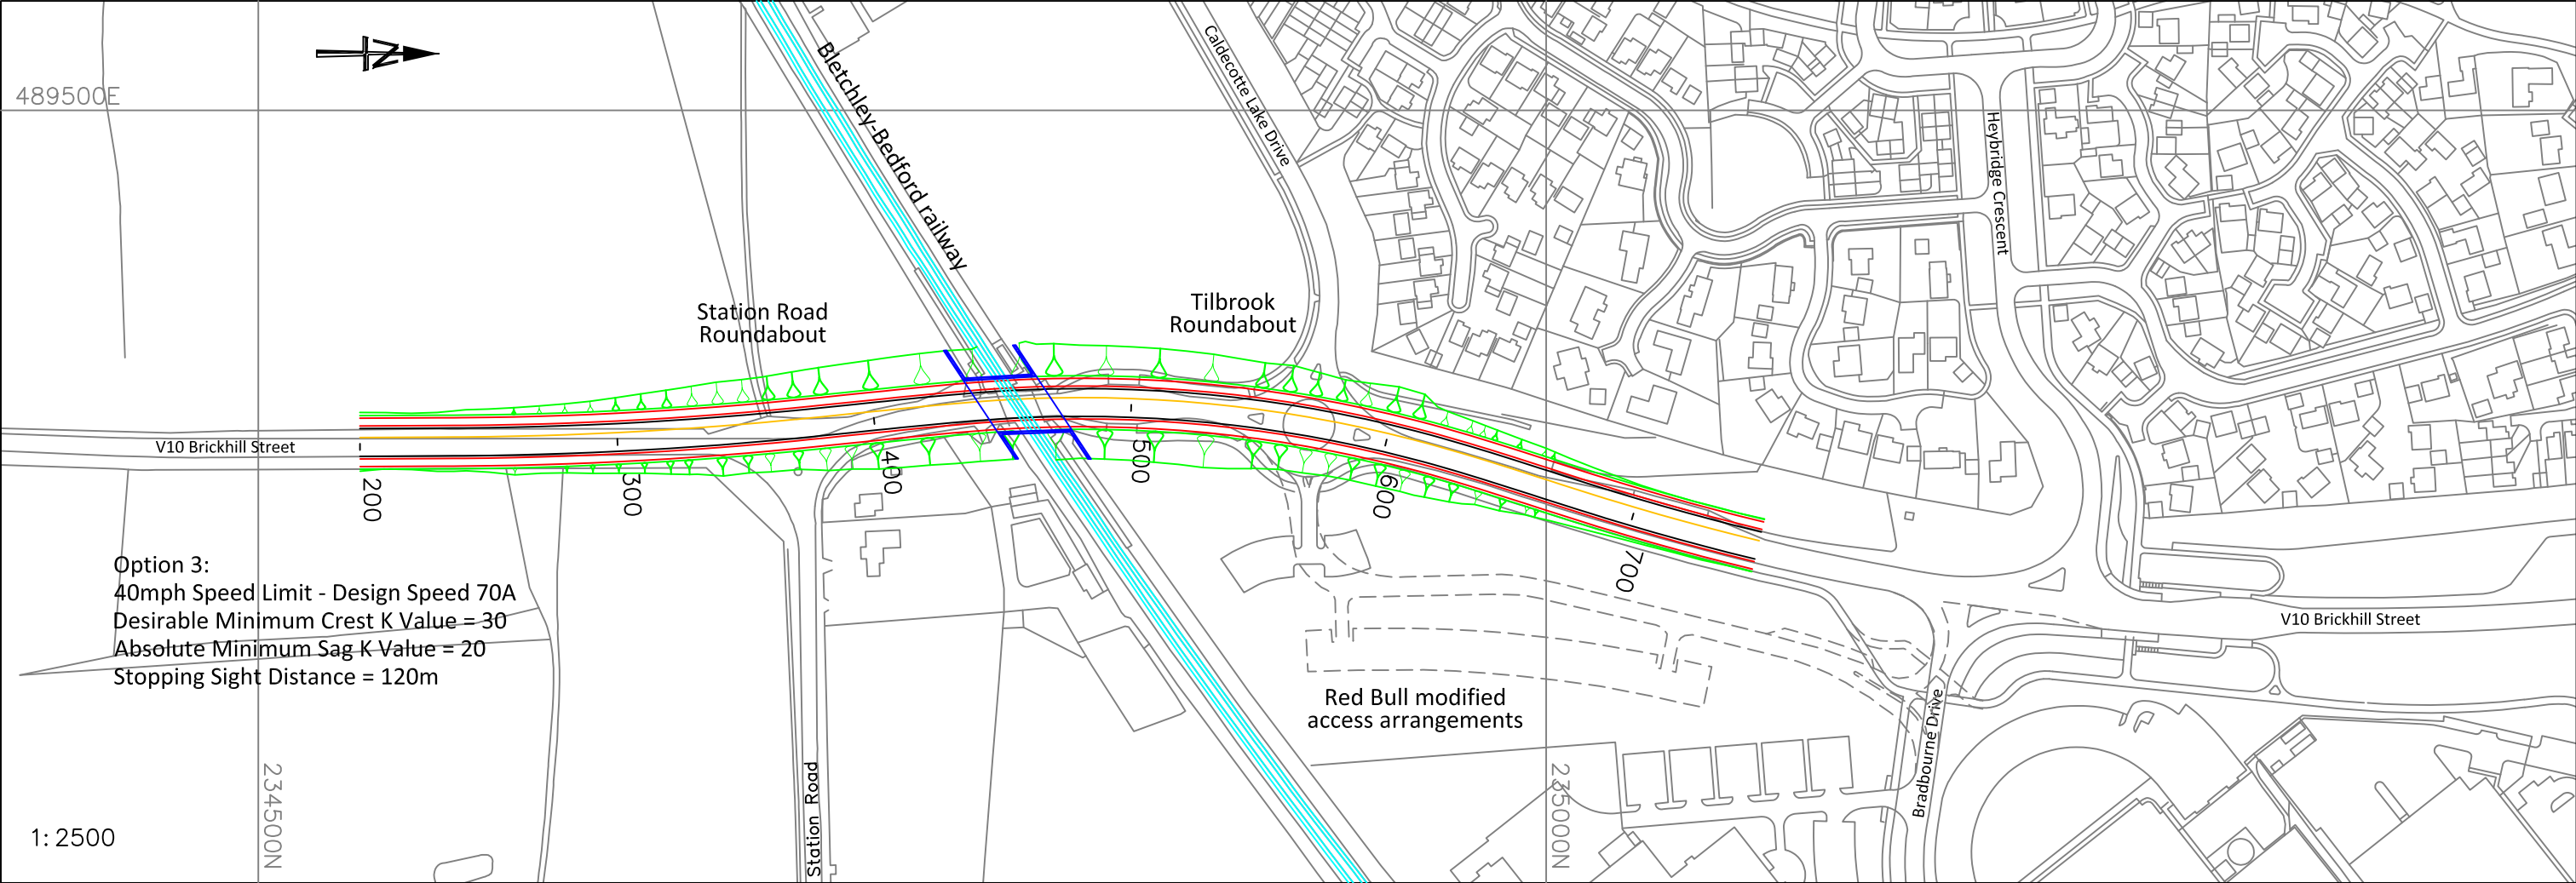 N
489500E
Bletchley-Bedford railway
Caldecotte Lake Drive
Heybridge Crescent
Station Road
Roundabout
Tilbrook
Roundabout
V10 Brickhill Street
200
300
400
500
600
700
Option 3:
40mph Speed Limit - Design Speed 70A
Desirable Minimum Crest K Value = 30
Absolute Minimum Sag K Value = 20
Stopping Sight Distance = 120m
V10 Brickhill Street
Red Bull modified
access arrangements
Bradbourne Drive
Station Road
234500N
235000N
1: 2500